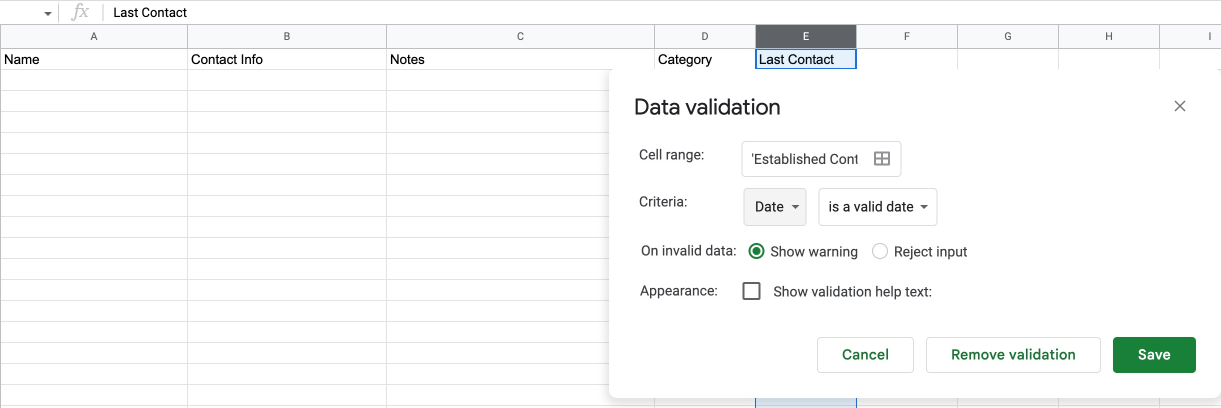 fx Last Contact
A B C D E F G H I
Name Contact Info Notes Category Last Contact
Data validation
Cell range: 'Established Cont
Criteria: Date is a valid date
On invalid data: Show warning Reject input
Appearance: Show validation help text:
Cancel Remove validation Save